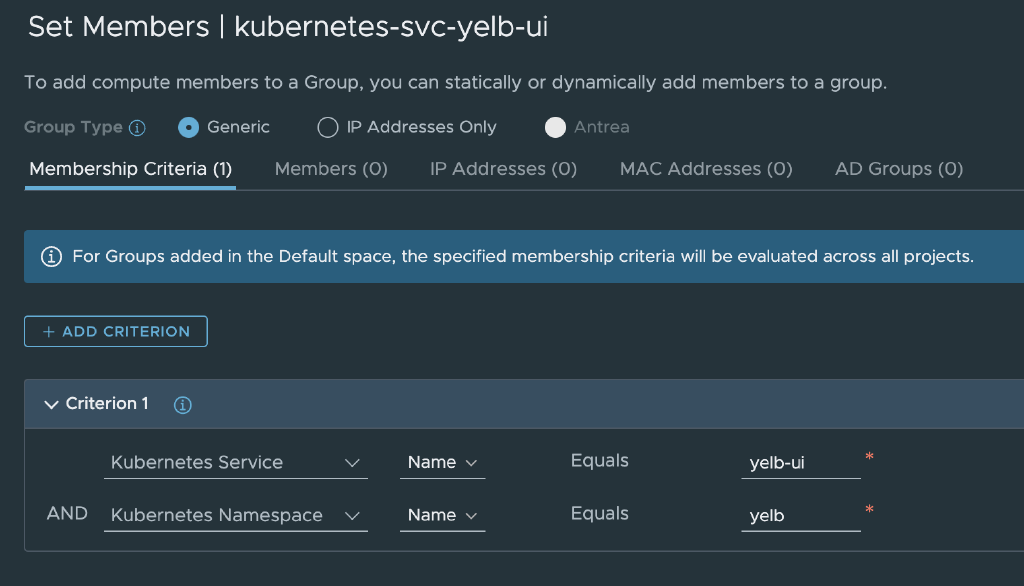 Set Members | kubernetes-svc-yelb-ui
To add compute members to a Group, you can statically or dynamically add members to a group.
Group Type Generic IP Addresses Only Antrea
Membership Criteria (1) Members (0) IP Addresses (0) MAC Addresses (0) AD Groups (0)
For Groups added in the Default space, the specified membership criteria will be evaluated across all projects.
+ ADD CRITERION
Criterion 1
Kubernetes Service Name Equals yelb-ui *
AND Kubernetes Namespace Name Equals yelb *